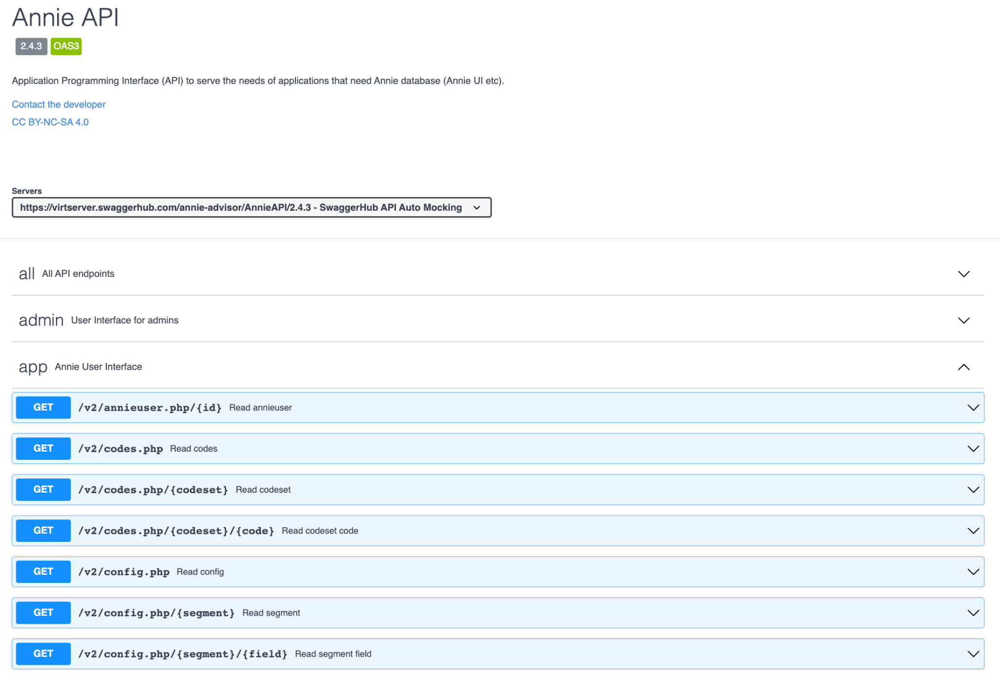 Annie API
2.4.3 OAS3
Application Programming Interface (API) to serve the needs of applications that need Annie database (Annie UI etc).
Contact the developer
CC BY-NC-SA 4.0
Servers
https://virtserver.swaggerhub.com/annie-advisor/AnnieAPI/2.4.3 - SwaggerHub API Auto Mocking
all All API endpoints
admin User Interface for admins
app Annie User Interface
GET /v2/annieuser.php/{id} Read annieuser
GET /v2/codes.php Read codes
GET /v2/codes.php/{codeset} Read codeset
GET /v2/codes.php/{codeset}/{code} Read codeset code
GET /v2/config.php Read config
GET /v2/config.php/{segment} Read segment
GET /v2/config.php/{segment}/{field} Read segment field